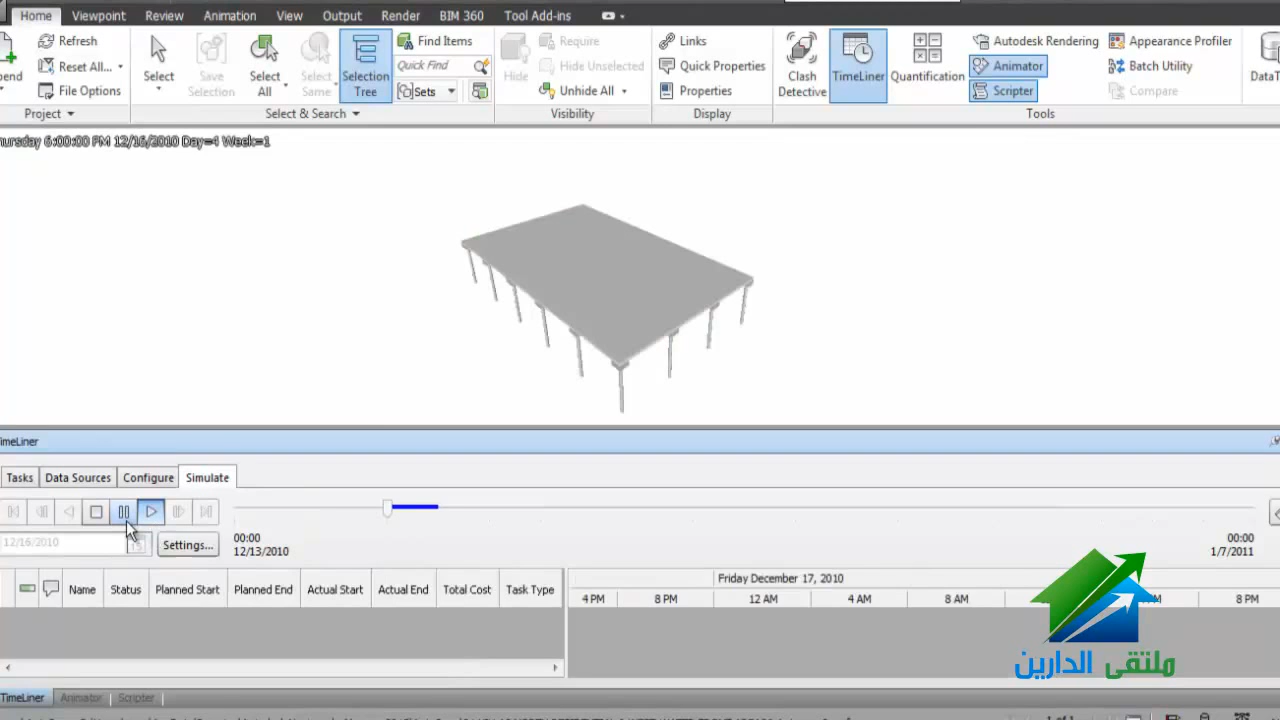 Home Viewpoint Review Animation View Output Render BIM 360 Tool Add-ins
Refresh
Reset All...
File Options
Project
Select
Save Selection
Select All
Select Same
Selection Tree
Find Items
Quick Find
Sets
Select & Search
Hide
Require
Hide Unselected
Unhide All
Visibility
Links
Quick Properties
Properties
Display
Clash Detective
TimeLiner
Quantification
Autodesk Rendering
Animator
Scripter
Appearance Profiler
Batch Utility
Compare
Tools
6:00:00 PM 12/16/2010 Day=4 Week=1
Tasks Data Sources Configure Simulate
12/16/2010
Settings...
00:00
12/13/2010
00:00
1/7/2011
Name Status Planned Start Planned End Actual Start Actual End Total Cost Task Type
Friday December 17, 2010
4 PM 8 PM 12 AM 4 AM 8 AM 8 PM
ملتقى الدارين
TimeLiner Animator Scripter